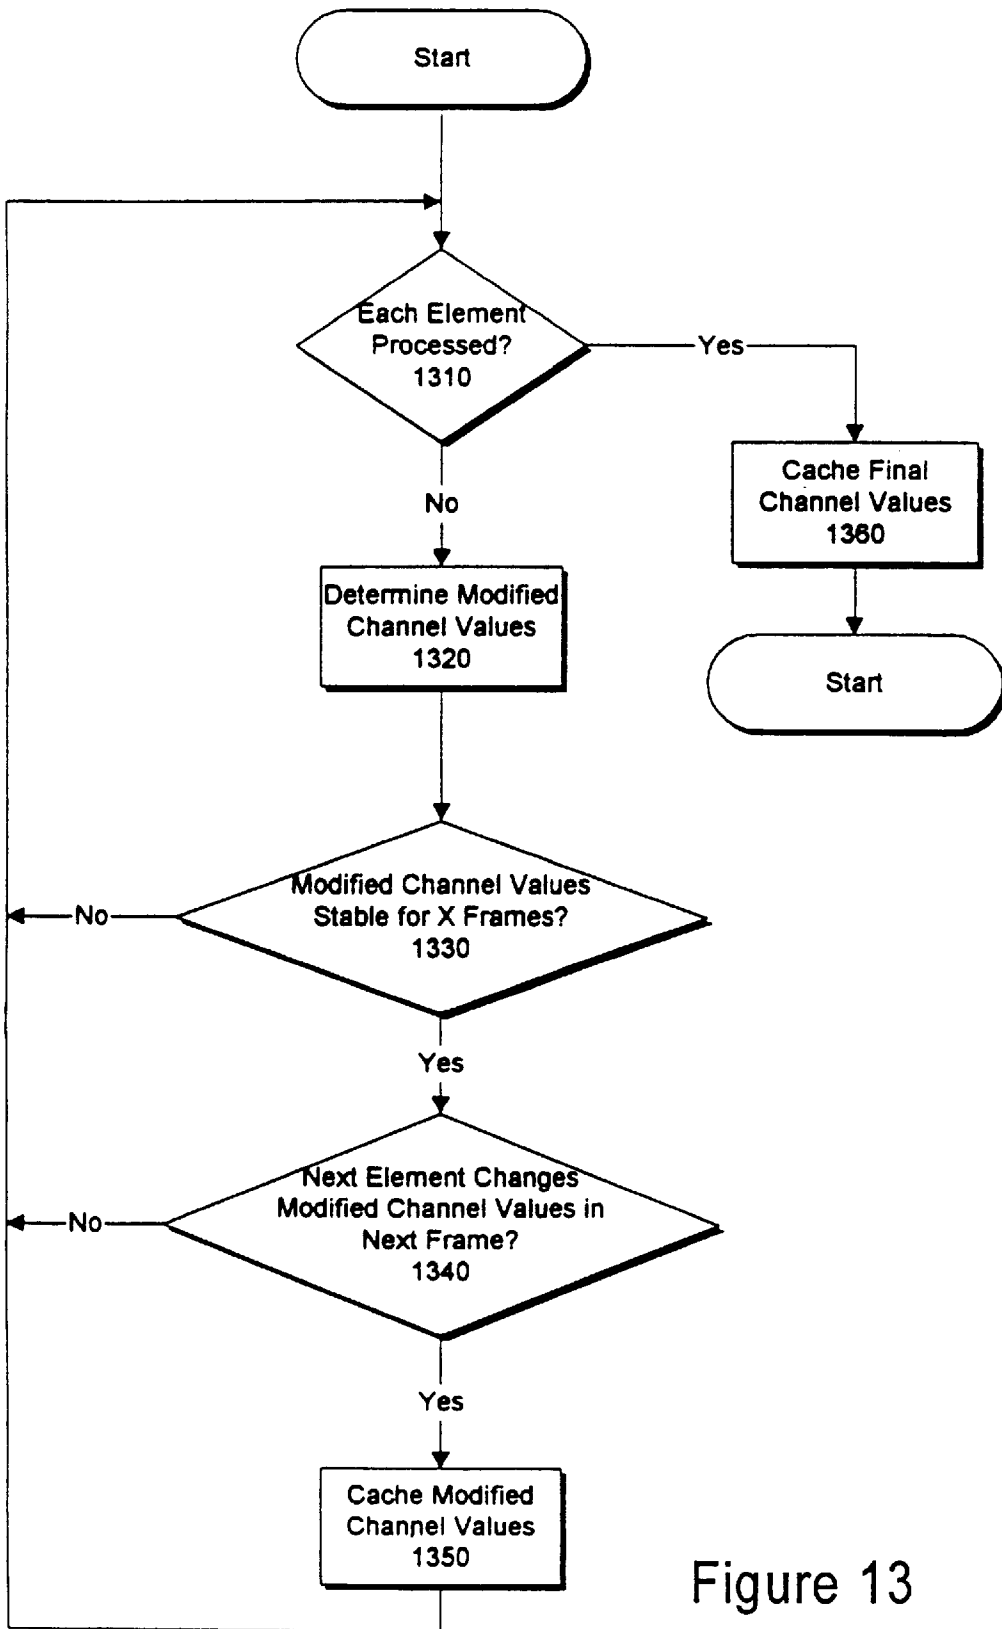 Start
Each Element
Processed?
1310
Yes
No
Cache Final
Channel Values
1360
Determine Modified
Channel Values
1320
Start
Modified Channel Values
Stable for X Frames?
1330
No
Yes
Next Element Changes
Modified Channel Values in
Next Frame?
1340
No
Yes
Cache Modified
Channel Values
1350
Figure 13